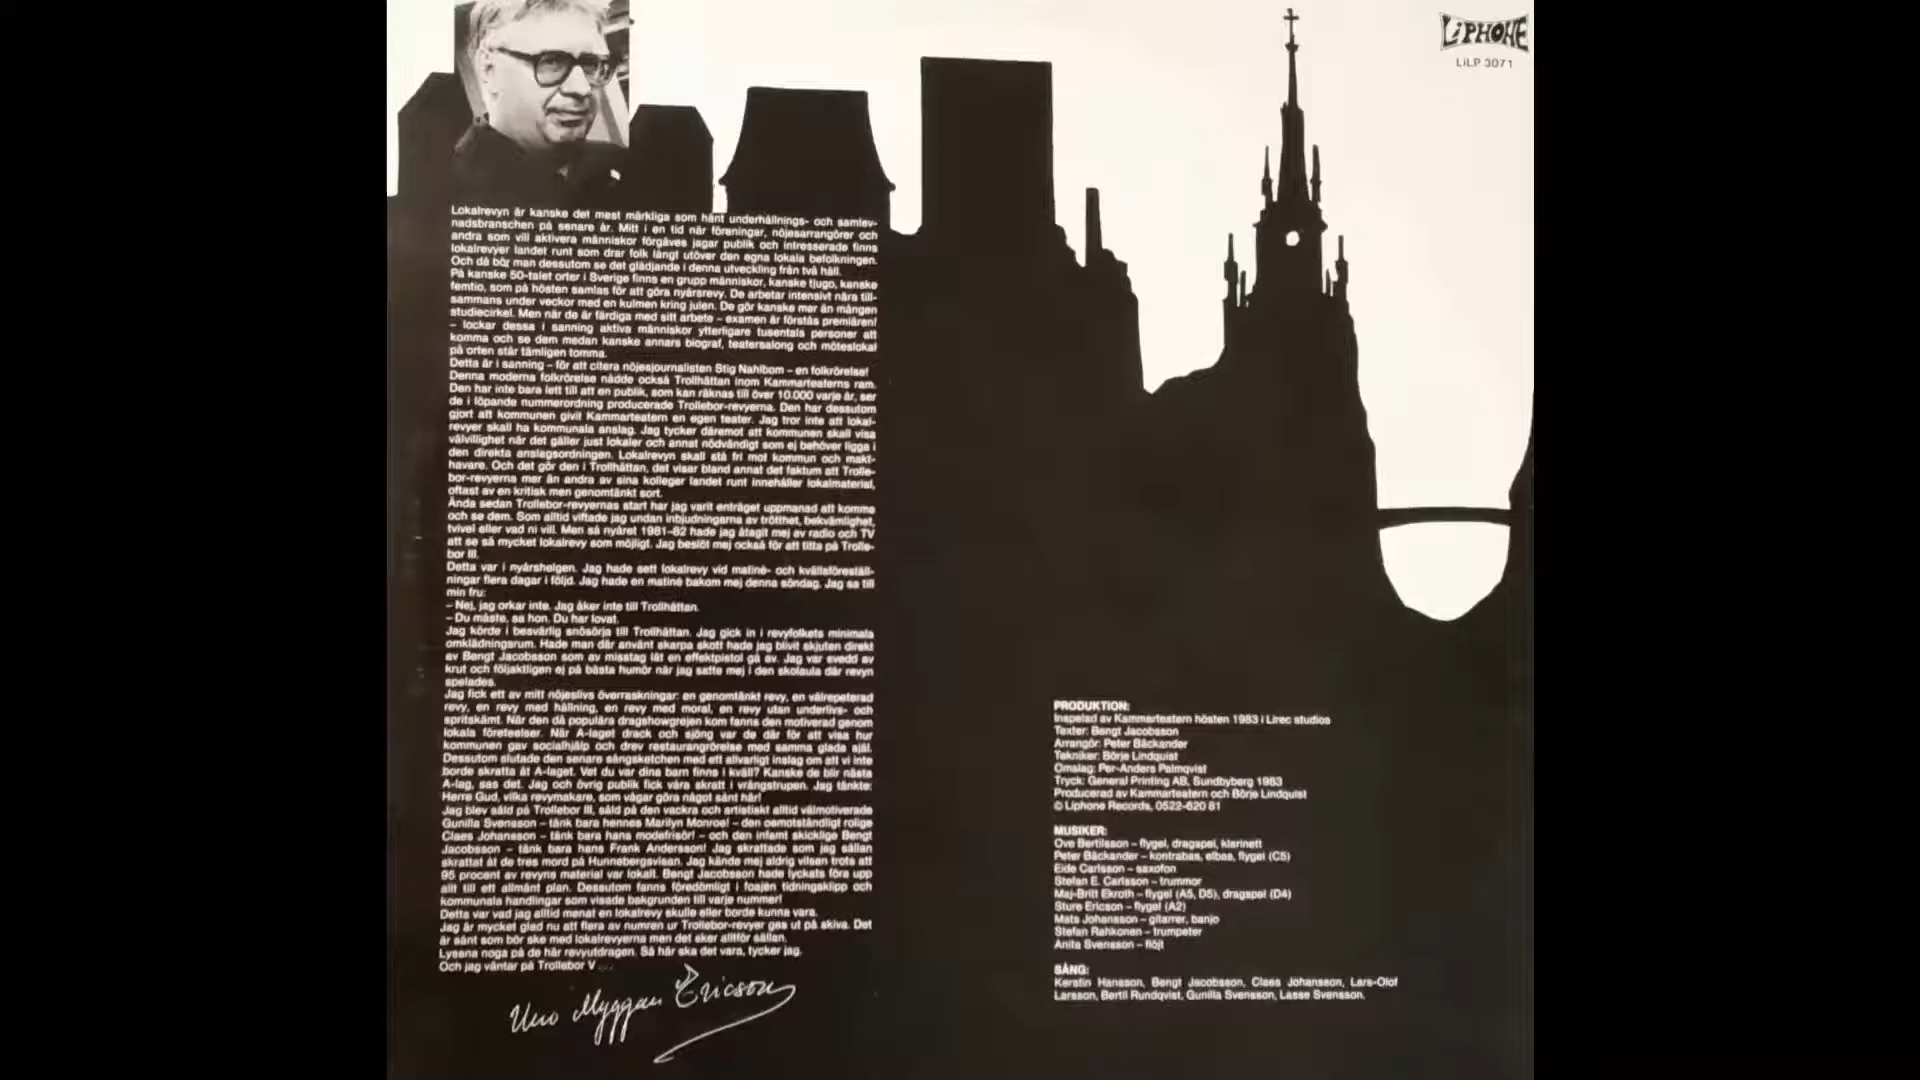 LiPHONE
LiLP 3071
Lokalrevyn är kanske det mest märkliga som hänt underhållnings- och samlev-
nadsbranschen på senare år. Mitt i en tid när föreningar, nöjesarrangörer och
andra som vill aktivera människor förgäves jagar publik och intresserade finns
lokalrevyer landet runt som drar folk långt utöver den egna lokala befolkningen.
Och då bör man dessutom se det glädjande i denna utveckling från två håll.
På kanske 50-talet orter i Sverige finns en grupp människor, kanske tjugo, kanske
femtio, som på hösten samlas för att göra nyårsrevy. De arbetar intensivt nära till-
sammans under veckor med en kulmen kring julen. De gör kanske mer än mången
studiecirkel. Men när de är färdiga med sitt arbete – examen är förstås premiären!
– lockar dessa i sanning aktiva människor ytterligare tusentals personer att
komma och se dem medan kanske annars biograf, teatersalong och möteslokal
på orten står tämligen tomma.
Detta är i sanning – för att citera nöjesjournalisten Stig Nahlbom – en folkrörelse!
Denna moderna folkrörelse nådde också Trollhättan inom Kammarteaterns ram.
Den har inte bara lett till att en publik, som kan räknas till över 10.000 varje år, ser
de i löpande nummerordning producerade Trollebor-revyerna. Den har dessutom
gjort att kommunen givit Kammarteatern en egen teater. Jag tror inte att lokal-
revyer skall ha kommunala anslag. Jag tycker däremot att kommunen skall visa
välvillighet när det gäller just lokaler och annat nödvändigt som ej behöver ligga i
den direkta anslagsordningen. Lokalrevyn skall stå fri mot kommun och makt-
havare. Och det gör den i Trollhättan, det visar bland annat det faktum att Trolle-
bor-revyerna mer än andra av sina kolleger landet runt innehåller lokalmaterial,
oftast av en kritisk men genomtänkt sort.
Ända sedan Trollebor-revyernas start har jag varit enträget uppmanad att komma
och se dem. Som alltid viftade jag undan inbjudningarna av trötthet, bekvämlighet,
tvivel eller vad ni vill. Men så nyåret 1981–82 hade jag åtagit mej av radio och TV
att se så mycket lokalrevy som möjligt. Jag beslöt mej också för att titta på Trolle-
bor III.
Detta var i nyårshelgen. Jag hade sett lokalrevy vid matiné- och kvällsföreställ-
ningar flera dagar i följd. Jag hade en matiné bakom mej denna söndag. Jag sa till
min fru:
– Nej, jag orkar inte. Jag åker inte till Trollhättan.
– Du måste, sa hon. Du har lovat.
Jag körde i besvärlig snösörja till Trollhättan. Jag gick in i revyfolkets minimala
omklädningsrum. Hade man där använt skarpa skott hade jag blivit skjuten direkt
av Bengt Jacobsson som av misstag lät en effektpistol gå av. Jag var svedd av
krut och följaktligen ej på bästa humör när jag satte mej i den skolaula där revyn
spelades.
Jag fick ett av mitt nöjeslivs överraskningar: en genomtänkt revy, en välrepeterad
revy, en revy med hållning, en revy med moral, en revy utan underlivs- och
spritskämt. När den då populära dragshowgrejen kom fanns den motiverad genom
lokala företeelser. När A-laget drack och sjöng var de där för att visa hur
kommunen gav socialhjälp och drev restaurangrörelse med samma glada själ.
Dessutom slutade den senare sångsketchen med ett allvarligt inslag om att vi inte
borde skratta åt A-laget. Vet du var dina barn finns i kväll? Kanske de blir nästa
A-lag, sas det. Jag och övrig publik fick våra skratt i vrångstrupen. Jag tänkte:
Herre Gud, vilka revymakare, som vågar göra något sånt här!
Jag blev såld på Trollebor III, såld på den vackra och artistiskt alltid välmotiverade
Gunilla Svensson – tänk bara hennes Marilyn Monroe! – den oemotståndligt rolige
Claes Johansson – tänk bara hans modefrisör! – och den infamt skicklige Bengt
Jacobsson – tänk bara hans Frank Andersson! Jag skrattade som jag sällan
skrattat åt de tres mord på Hunnebergsvisan. Jag kände mej aldrig vilsen trots att
95 procent av revyns material var lokalt. Bengt Jacobsson hade lyckats föra upp
allt till ett allmänt plan. Dessutom fanns föredömligt i foajén tidningsklipp och
kommunala handlingar som visade bakgrunden till varje nummer!
Detta var vad jag alltid menat en lokalrevy skulle eller borde kunna vara.
Jag är mycket glad nu att flera av numren ur Trollebor-revyer ges ut på skiva. Det
är sånt som bör ske med lokalrevyerna men det sker alltför sällan.
Lyssna noga på de här revyutdragen. Så här ska det vara, tycker jag.
Och jag väntar på Trollebor V ...
Uno Myggan Ericson
PRODUKTION:
Inspelad av Kammarteatern hösten 1983 i Lirec studios
Texter: Bengt Jacobsson
Arrangör: Peter Bäckander
Tekniker: Börje Lindquist
Omslag: Per-Anders Palmqvist
Tryck: General Printing AB, Sundbyberg 1983
Producerad av Kammarteatern och Börje Lindquist
© Liphone Records, 0522-620 81
MUSIKER:
Ove Bertilsson – flygel, dragspel, klarinett
Peter Bäckander – kontrabas, elbas, flygel (C5)
Eide Carlsson – saxofon
Stefan E. Carlsson – trummor
Maj-Britt Ekroth – flygel (A5, D5), dragspel (D4)
Sture Ericson – flygel (A2)
Mats Johansson – gitarrer, banjo
Stefan Rahkonen – trumpeter
Anita Svensson – flöjt
SÅNG:
Kerstin Hansson, Bengt Jacobsson, Claes Johansson, Lars-Olof
Larsson, Bertil Rundqvist, Gunilla Svensson, Lasse Svensson.